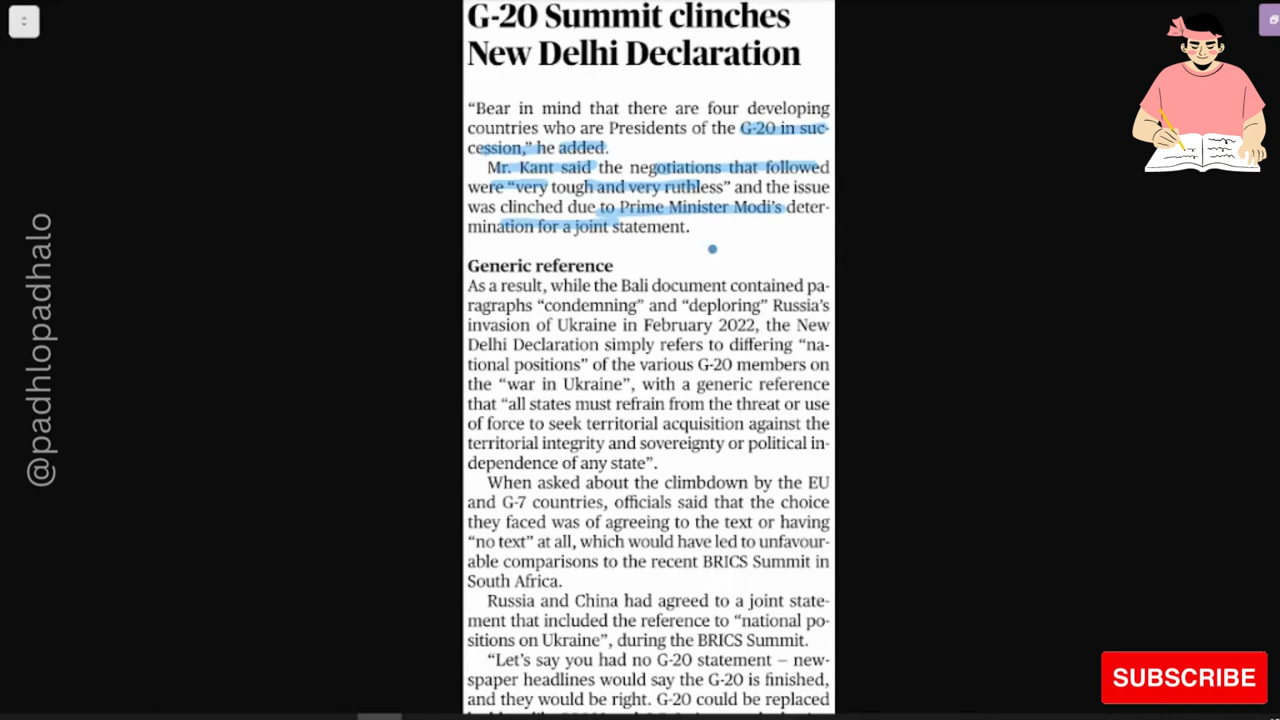 G-20 Summit clinches
New Delhi Declaration
“Bear in mind that there are four developing
countries who are Presidents of the G-20 in suc-
cession,” he added.
Mr. Kant said the negotiations that followed
were “very tough and very ruthless” and the issue
was clinched due to Prime Minister Modi’s deter-
mination for a joint statement.
Generic reference
As a result, while the Bali document contained pa-
ragraphs “condemning” and “deploring” Russia’s
invasion of Ukraine in February 2022, the New
Delhi Declaration simply refers to differing “na-
tional positions” of the various G-20 members on
the “war in Ukraine”, with a generic reference
that “all states must refrain from the threat or use
of force to seek territorial acquisition against the
territorial integrity and sovereignty or political in-
dependence of any state”.
When asked about the climbdown by the EU
and G-7 countries, officials said that the choice
they faced was of agreeing to the text or having
“no text” at all, which would have led to unfavour-
able comparisons to the recent BRICS Summit in
South Africa.
Russia and China had agreed to a joint state-
ment that included the reference to “national po-
sitions on Ukraine”, during the BRICS Summit.
“Let’s say you had no G-20 statement – new-
spaper headlines would say the G-20 is finished,
and they would be right. G-20 could be replaced
@padhlopadhalo
SUBSCRIBE